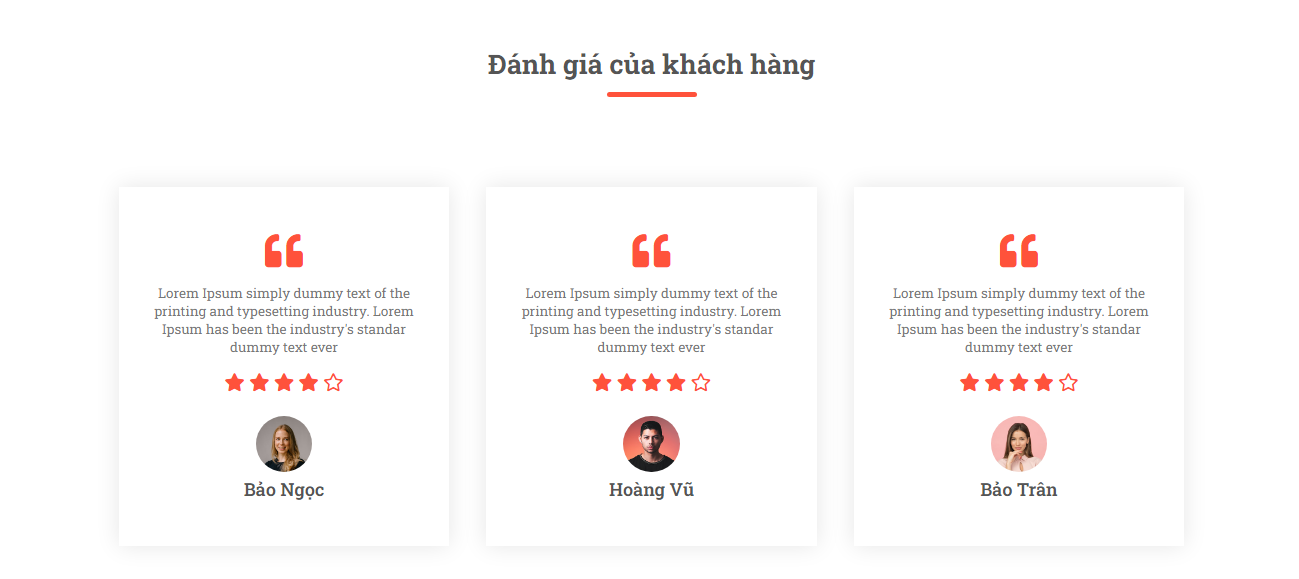 Đánh giá của khách hàng
Lorem Ipsum simply dummy text of the
printing and typesetting industry. Lorem
Ipsum has been the industry's standar
dummy text ever
Bảo Ngọc
Lorem Ipsum simply dummy text of the
printing and typesetting industry. Lorem
Ipsum has been the industry's standar
dummy text ever
Hoàng Vũ
Lorem Ipsum simply dummy text of the
printing and typesetting industry. Lorem
Ipsum has been the industry's standar
dummy text ever
Bảo Trân